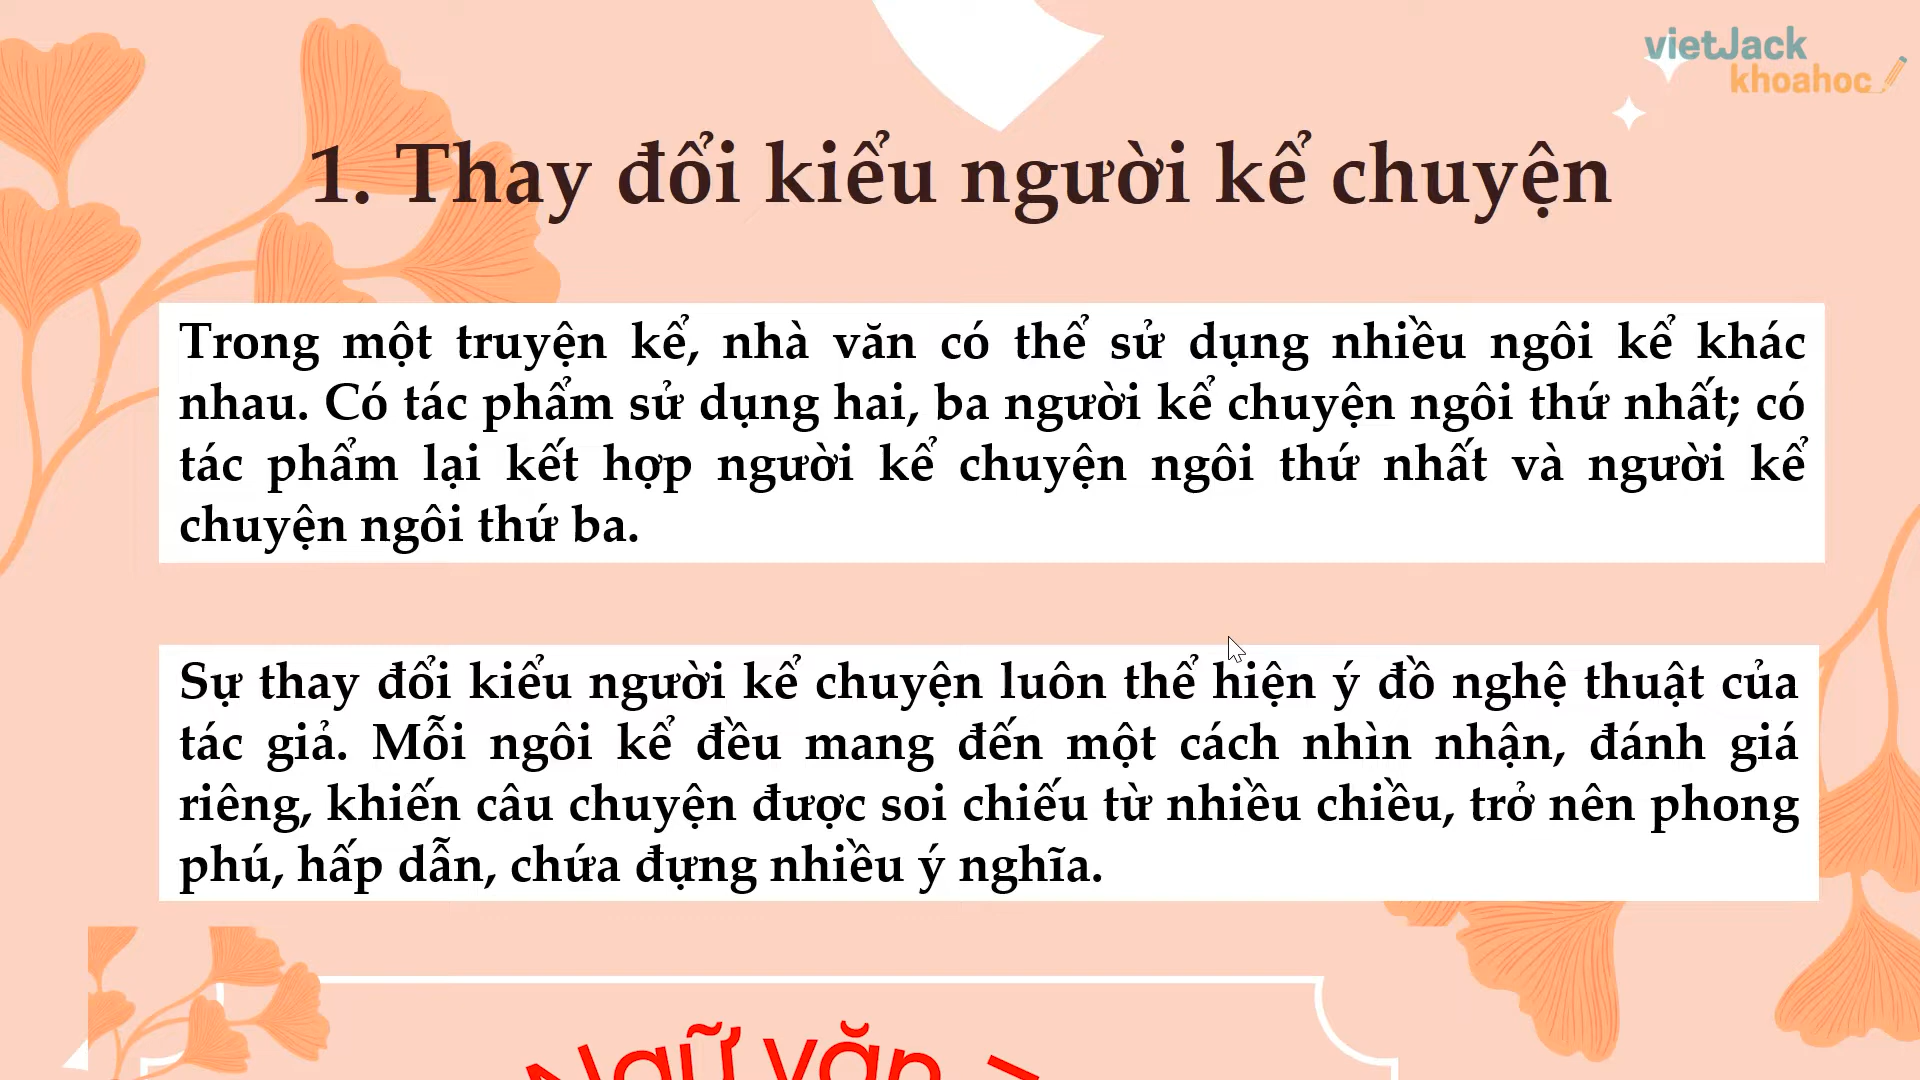 vietJack
khoahoc
1. Thay đổi kiểu người kể chuyện
Trong một truyện kể, nhà văn có thể sử dụng nhiều ngôi kể khác
nhau. Có tác phẩm sử dụng hai, ba người kể chuyện ngôi thứ nhất; có
tác phẩm lại kết hợp người kể chuyện ngôi thứ nhất và người kể
chuyện ngôi thứ ba.
Sự thay đổi kiểu người kể chuyện luôn thể hiện ý đồ nghệ thuật của
tác giả. Mỗi ngôi kể đều mang đến một cách nhìn nhận, đánh giá
riêng, khiến câu chuyện được soi chiếu từ nhiều chiều, trở nên phong
phú, hấp dẫn, chứa đựng nhiều ý nghĩa.
Ngữ văn